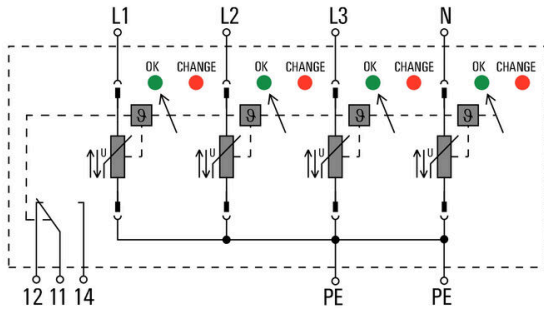 L1 L2 L3 N
OK CHANGE OK CHANGE OK CHANGE OK CHANGE
ϑ ϑ ϑ ϑ
U U U U
12 11 14 PE PE